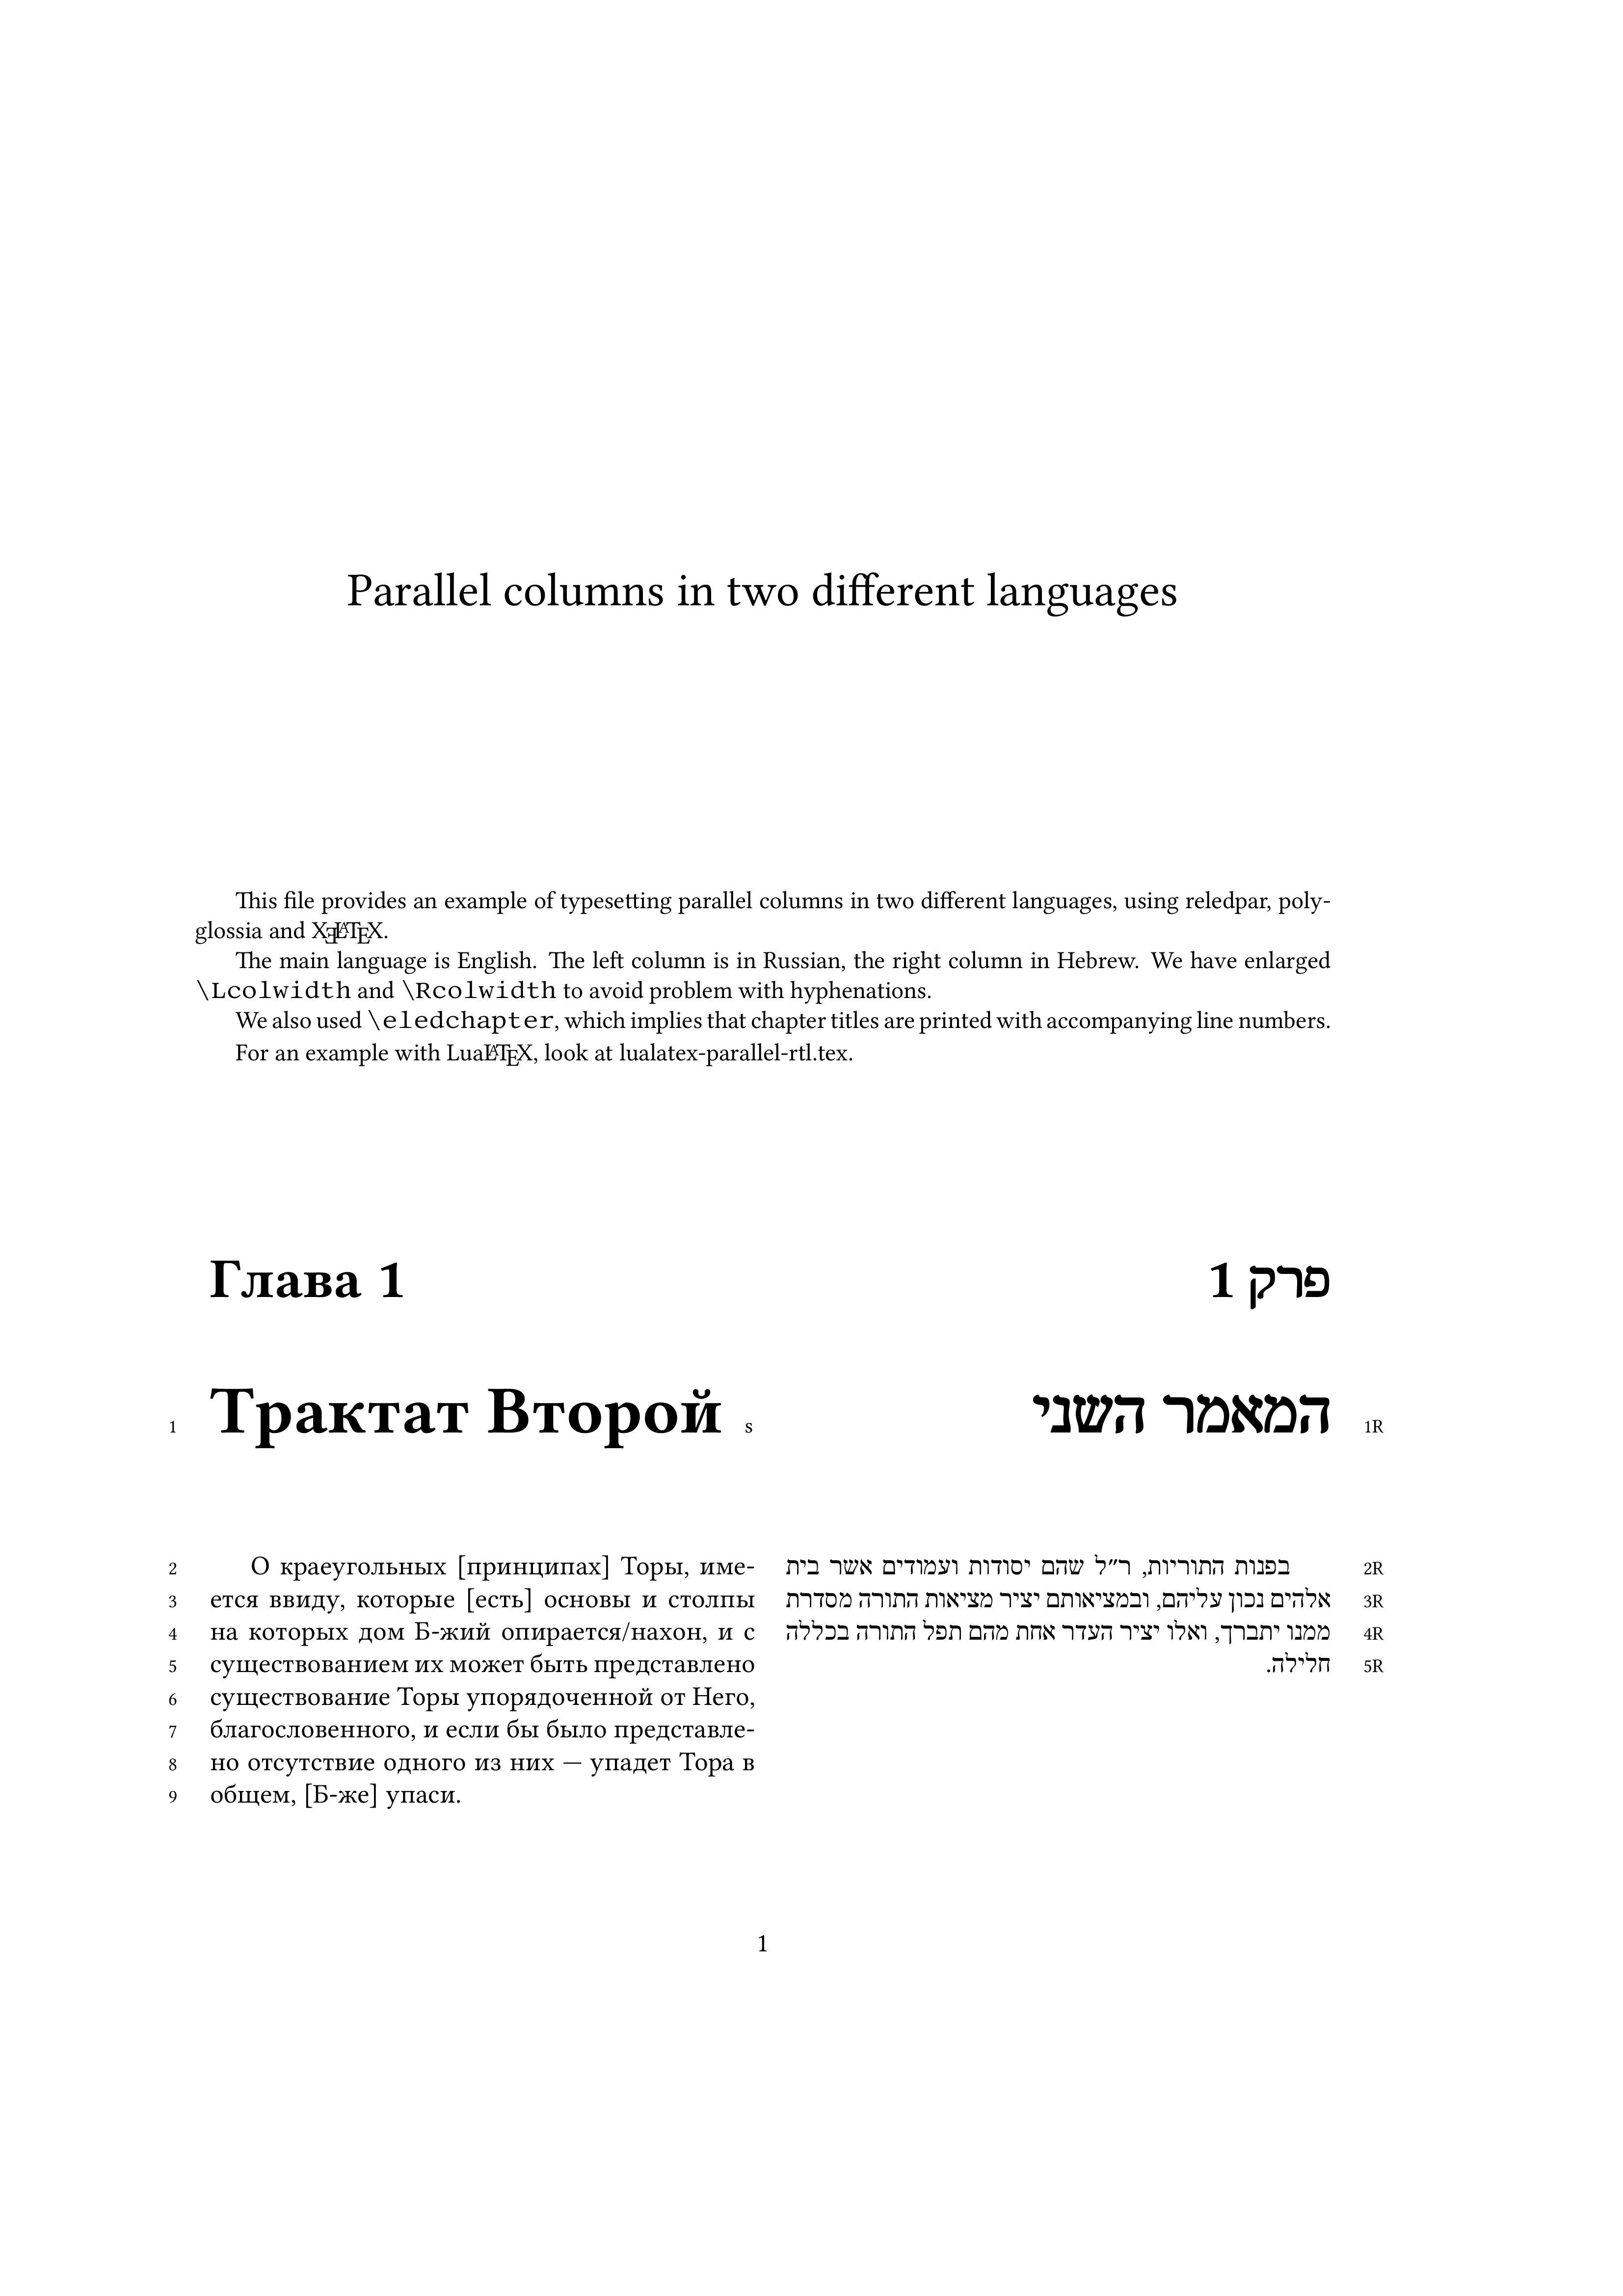 Parallel columns in two different languages
This file provides an example of typesetting parallel columns in two different languages, using reledpar, poly-
glossia and XƎLATEX.
The main language is English. The left column is in Russian, the right column in Hebrew. We have enlarged
\Lcolwidth and \Rcolwidth to avoid problem with hyphenations.
We also used \eledchapter, which implies that chapter titles are printed with accompanying line numbers.
For an example with LuaLATEX, look at lualatex-parallel-rtl.tex.
Глава 1
1 Трактат Второй s
2 О краеугольных [принципах] Торы, име-
3 ется ввиду, которые [есть] основы и столпы
4 на которых дом Б-жий опирается/нахон, и с
5 существованием их может быть представлено
6 существование Торы упорядоченной от Него,
7 благословенного, и если бы было представле-
8 но отсутствие одного из них — упадет Тора в
9 общем, [Б-же] упаси.
פרק 1
המאמר השני 1R
בפנות התוריות, ר״ל שהם יסודות ועמודים אשר בית 2R
אלהים נכון עליהם, ובמציאותם יציר מציאות התורה מסדרת 3R
ממנו יתברך, ואלו יציר העדר אחת מהם תפל התורה בכללה 4R
חלילה. 5R
1